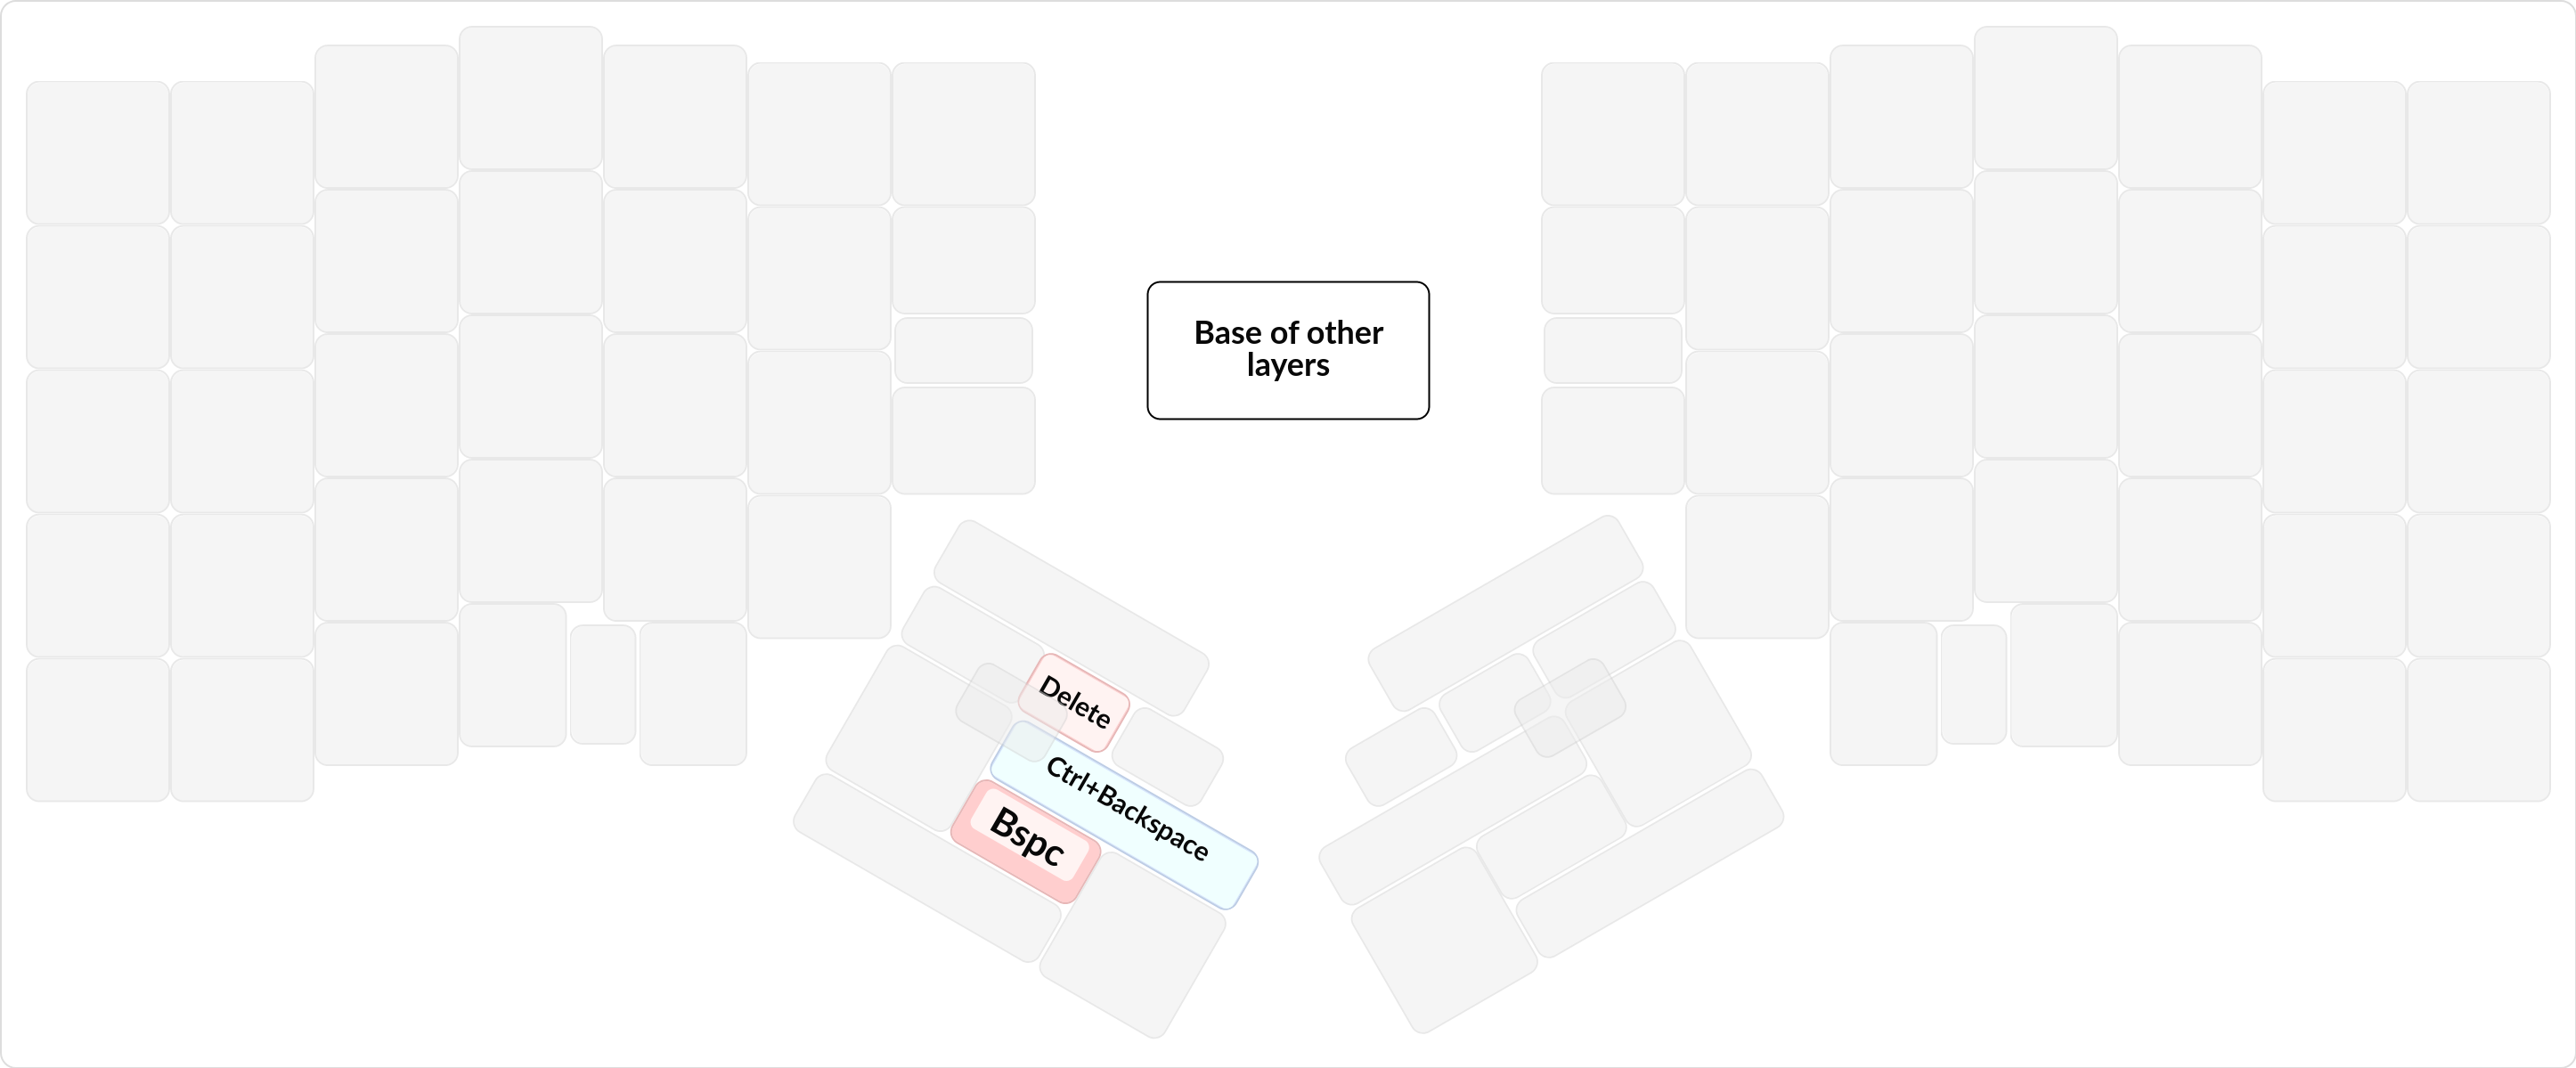 Base of other
layers
Delete
Ctrl+Backspace
Bspc